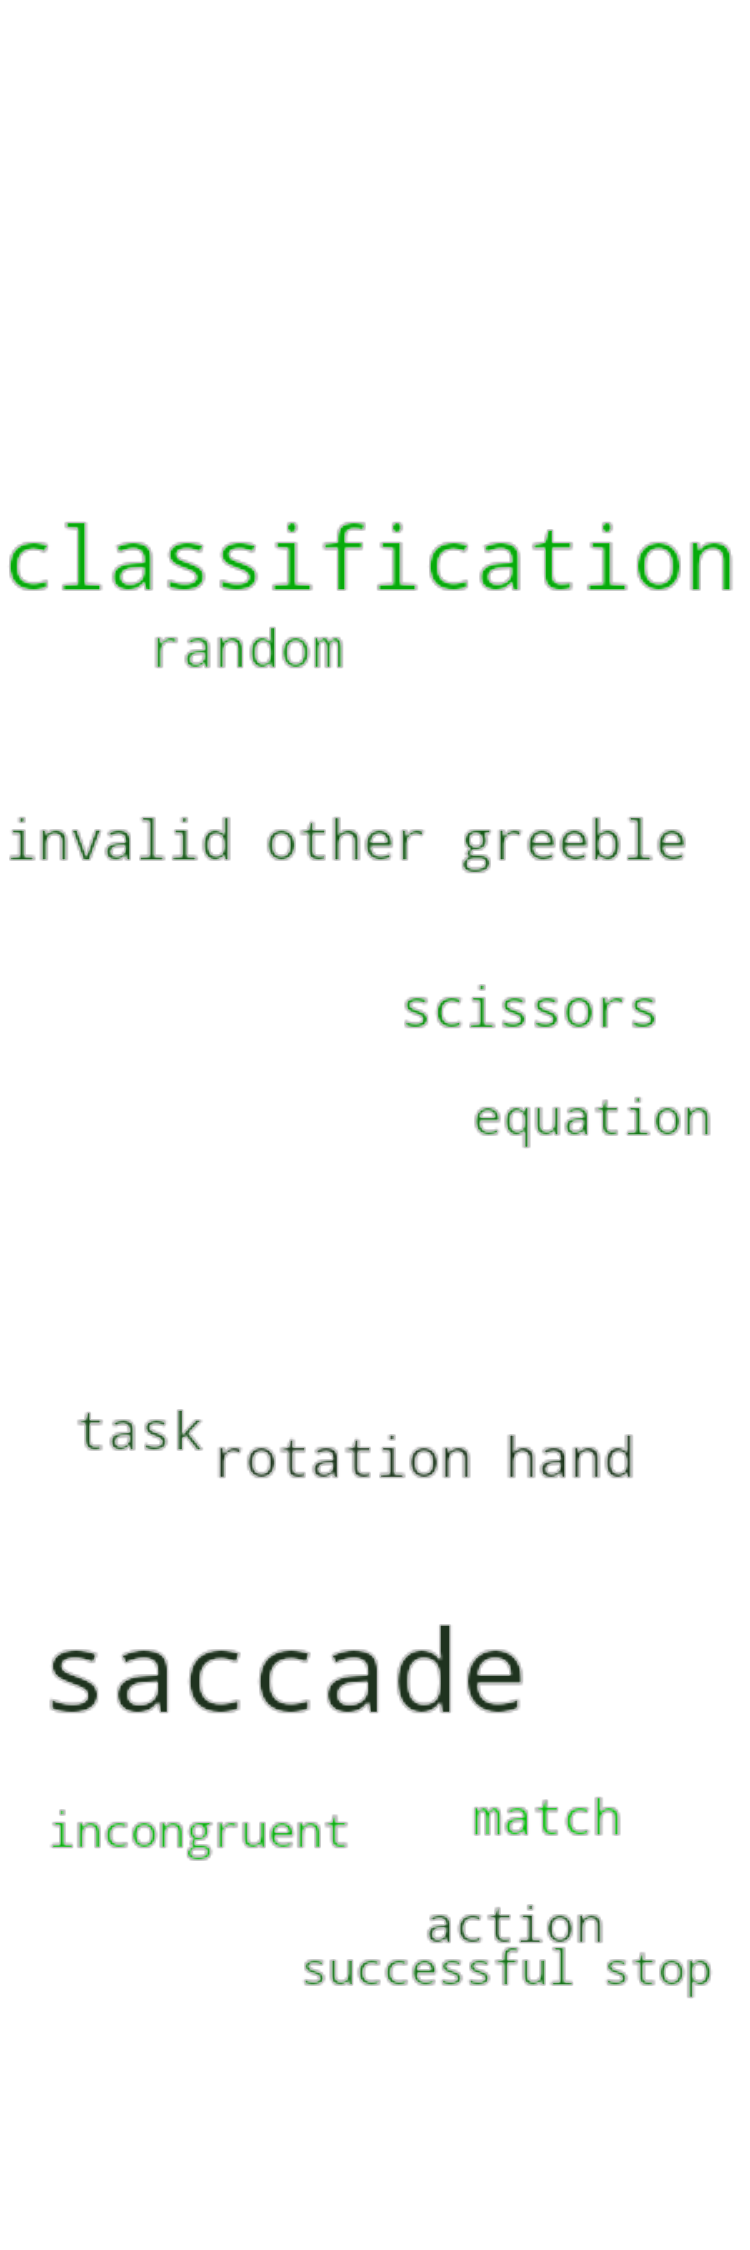 classification
random
invalid other greeble
scissors
equation
task
rotation hand
saccade
match
incongruent
action
successful stop